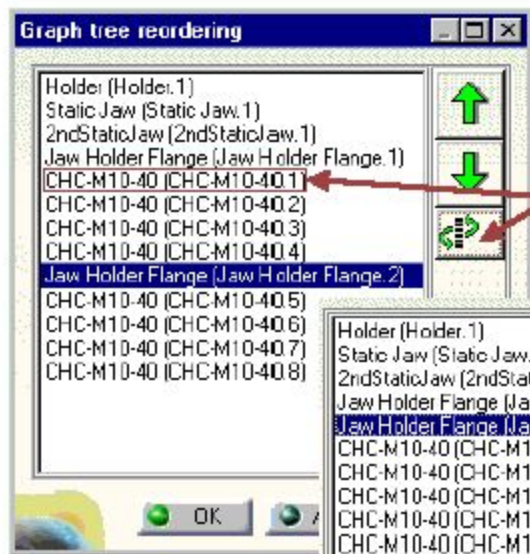 Graph tree reordering
Holder (Holder.1)
Static Jaw (Static Jaw.1)
2ndStaticJaw (2ndStaticJaw.1)
Jaw Holder Flange (Jaw Holder Flange.1)
CHC-M10-40 (CHC-M10-40.1)
CHC-M10-40 (CHC-M10-40.2)
CHC-M10-40 (CHC-M10-40.3)
CHC-M10-40 (CHC-M10-40.4)
Jaw Holder Flange (Jaw Holder Flange.2)
CHC-M10-40 (CHC-M10-40.5)
CHC-M10-40 (CHC-M10-40.6)
CHC-M10-40 (CHC-M10-40.7)
CHC-M10-40 (CHC-M10-40.8)
OK
A
Holder (Holder.1)
Static Jaw (Static Jaw.
2ndStaticJaw (2ndStat
Jaw Holder Flange (Ja
Jaw Holder Flange (Ja
CHC-M10-40 (CHC-M1
CHC-M10-40 (CHC-M1
CHC-M10-40 (CHC-M1
CHC-M10-40 (CHC-M1
CHC-M10-40 (CHC-M1